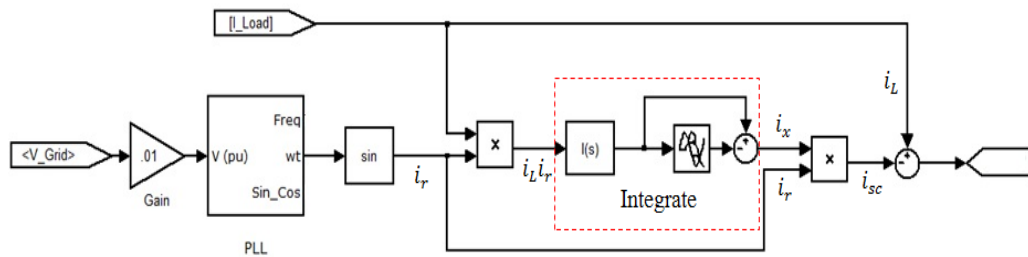 [I_Load]
<V_Grid>
.01
Gain
V (pu)
Freq
wt
Sin_Cos
PLL
sin
i_r
×
i_L i_r
I(s)
Integrate
i_x
i_r
×
i_sc
i_L
- +
- +